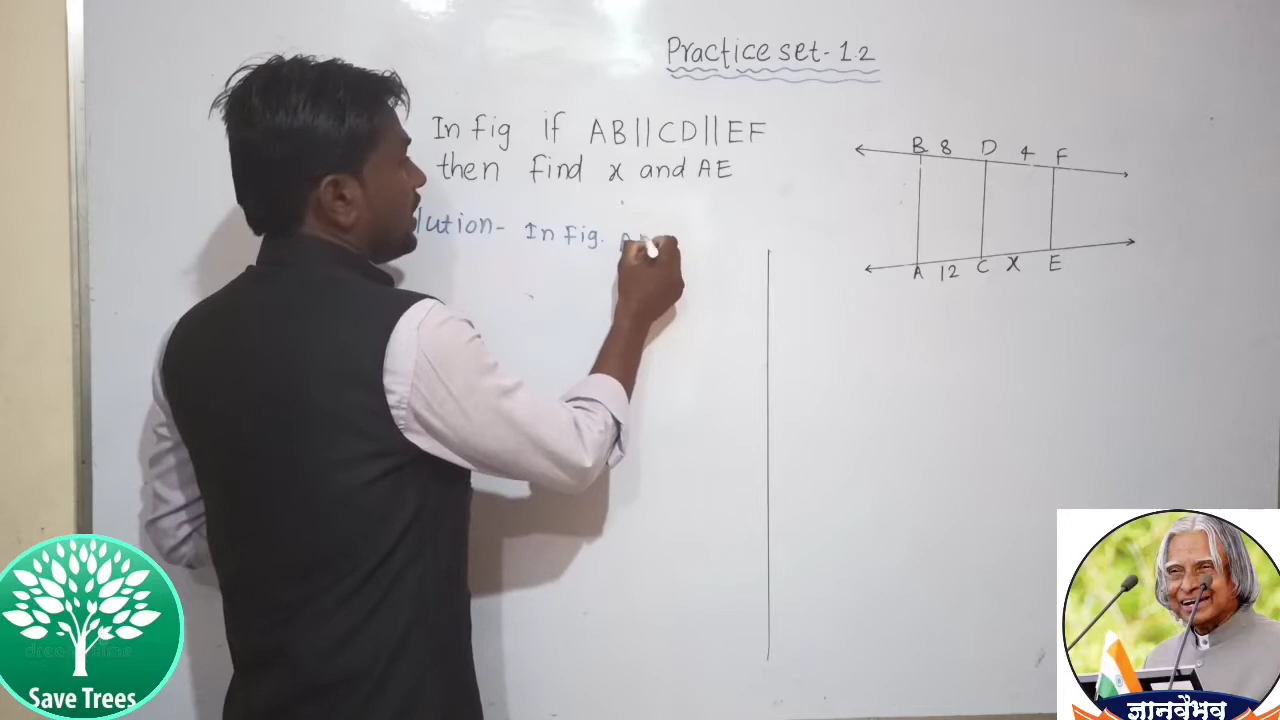 Practice set-1.2
In fig if AB||CD||EF
then find x and AE
lution- In fig.
B 8 D 4 F
A 12 C x E
Save Trees
ज्ञानवैभव